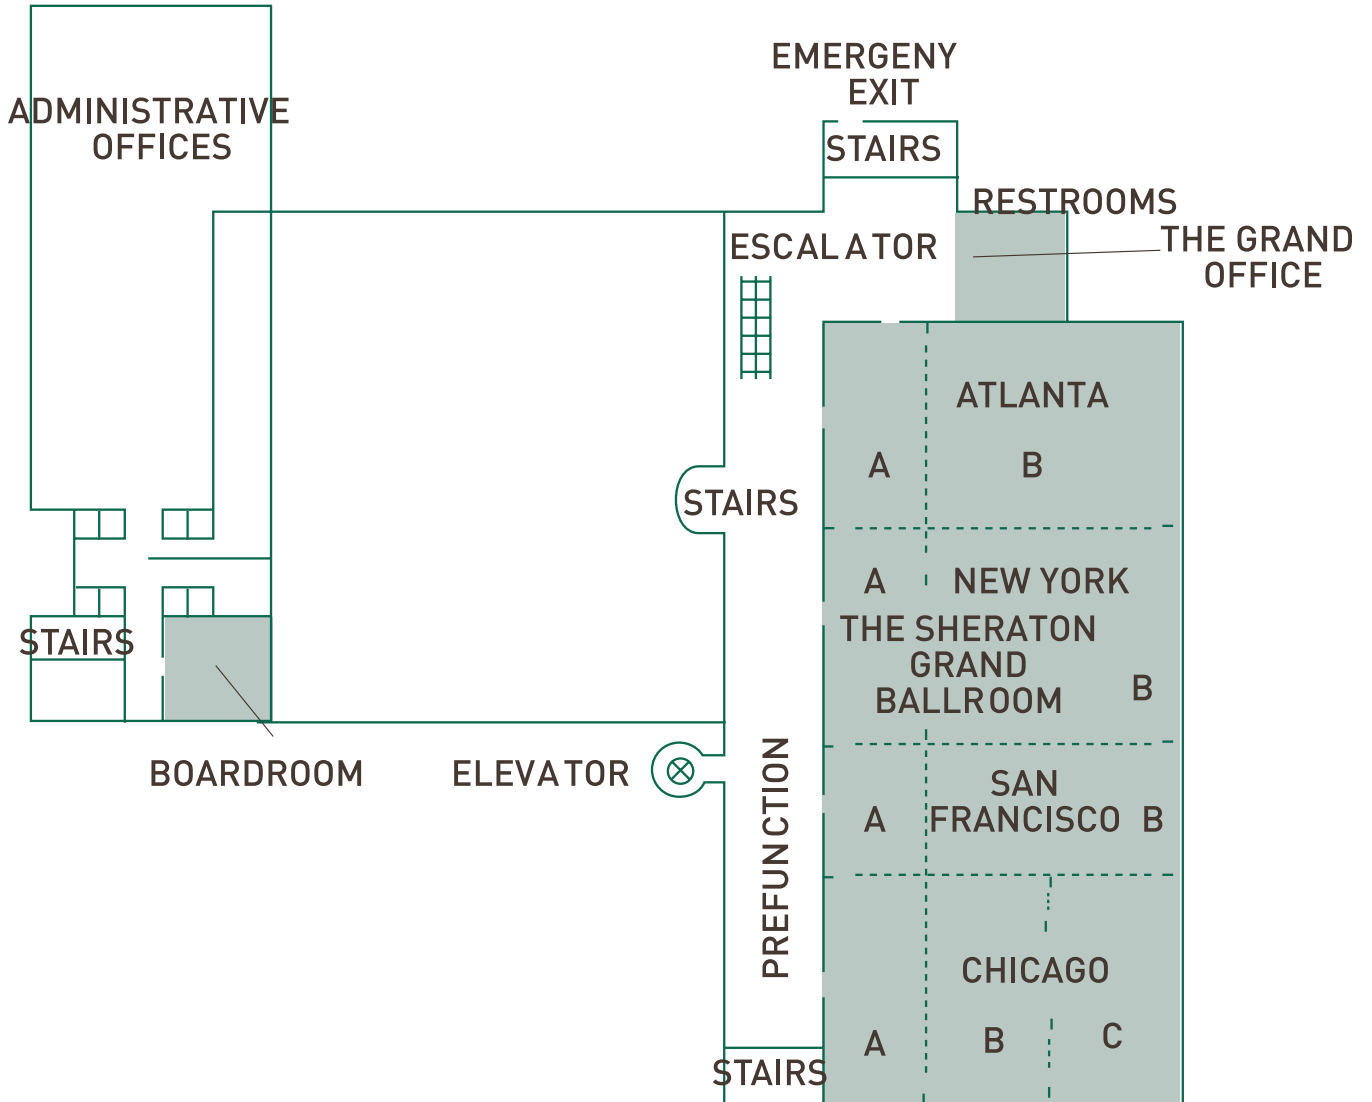 EMERGENY
EXIT
ADMINISTRATIVE
OFFICES
STAIRS
RESTROOMS
ESCALATOR
THE GRAND
OFFICE
ATLANTA
A
B
STAIRS
A
NEW YORK
THE SHERATON
GRAND
BALLROOM
B
STAIRS
BOARDROOM
ELEVATOR
PREFUNCTION
SAN
FRANCISCO
A
B
CHICAGO
A
B
C
STAIRS